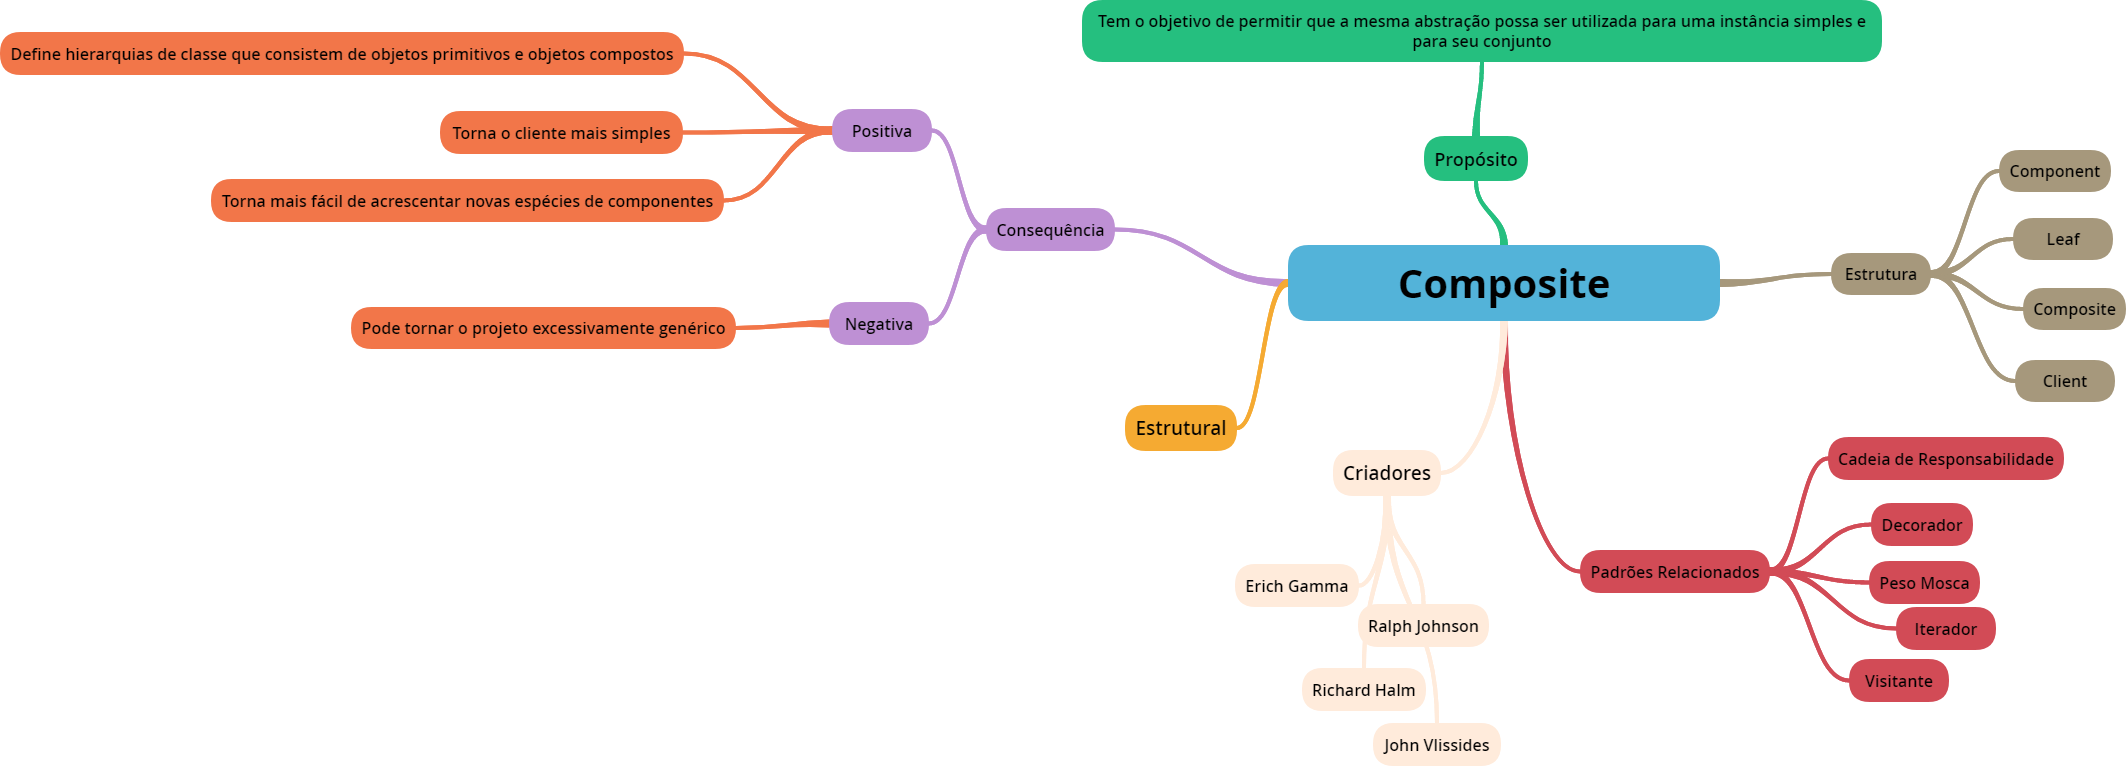 Tem o objetivo de permitir que a mesma abstração possa ser utilizada para uma instância simples e
para seu conjunto
Propósito
Composite
Define hierarquias de classe que consistem de objetos primitivos e objetos compostos
Torna o cliente mais simples
Torna mais fácil de acrescentar novas espécies de componentes
Positiva
Consequência
Negativa
Pode tornar o projeto excessivamente genérico
Estrutural
Estrutura
Component
Leaf
Composite
Client
Criadores
Erich Gamma
Ralph Johnson
Richard Halm
John Vlissides
Padrões Relacionados
Cadeia de Responsabilidade
Decorador
Peso Mosca
Iterador
Visitante